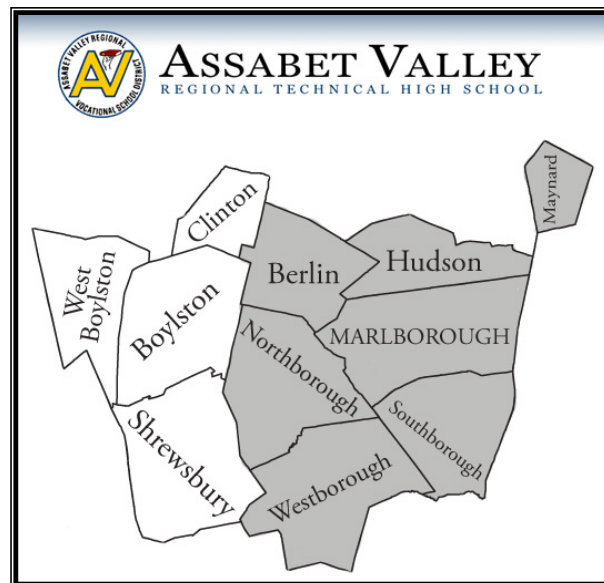 ASSABET VALLEY REGIONAL
VOCATIONAL SCHOOL DISTRICT
AV
ASSABET VALLEY
REGIONAL TECHNICAL HIGH SCHOOL
Maynard
Clinton
West
Boylston
Boylston
Berlin
Hudson
MARLBOROUGH
Northborough
Southborough
Shrewsbury
Westborough